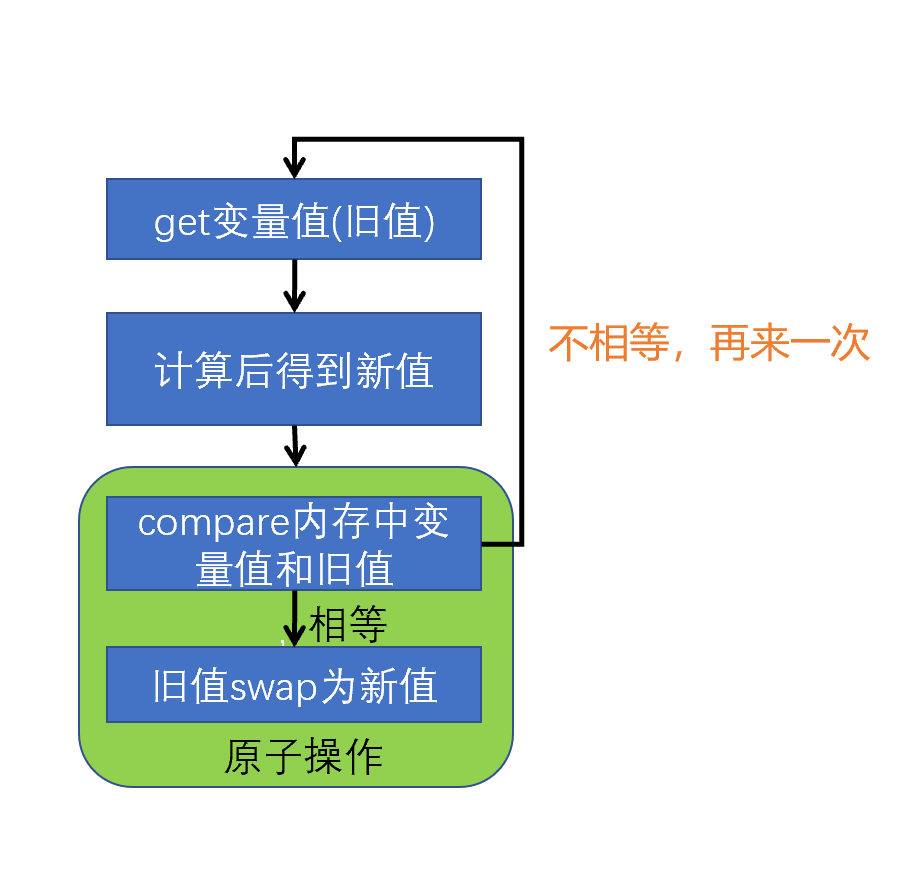 get变量值(旧值)
计算后得到新值
不相等，再来一次
compare内存中变
量值和旧值
相等
旧值swap为新值
原子操作